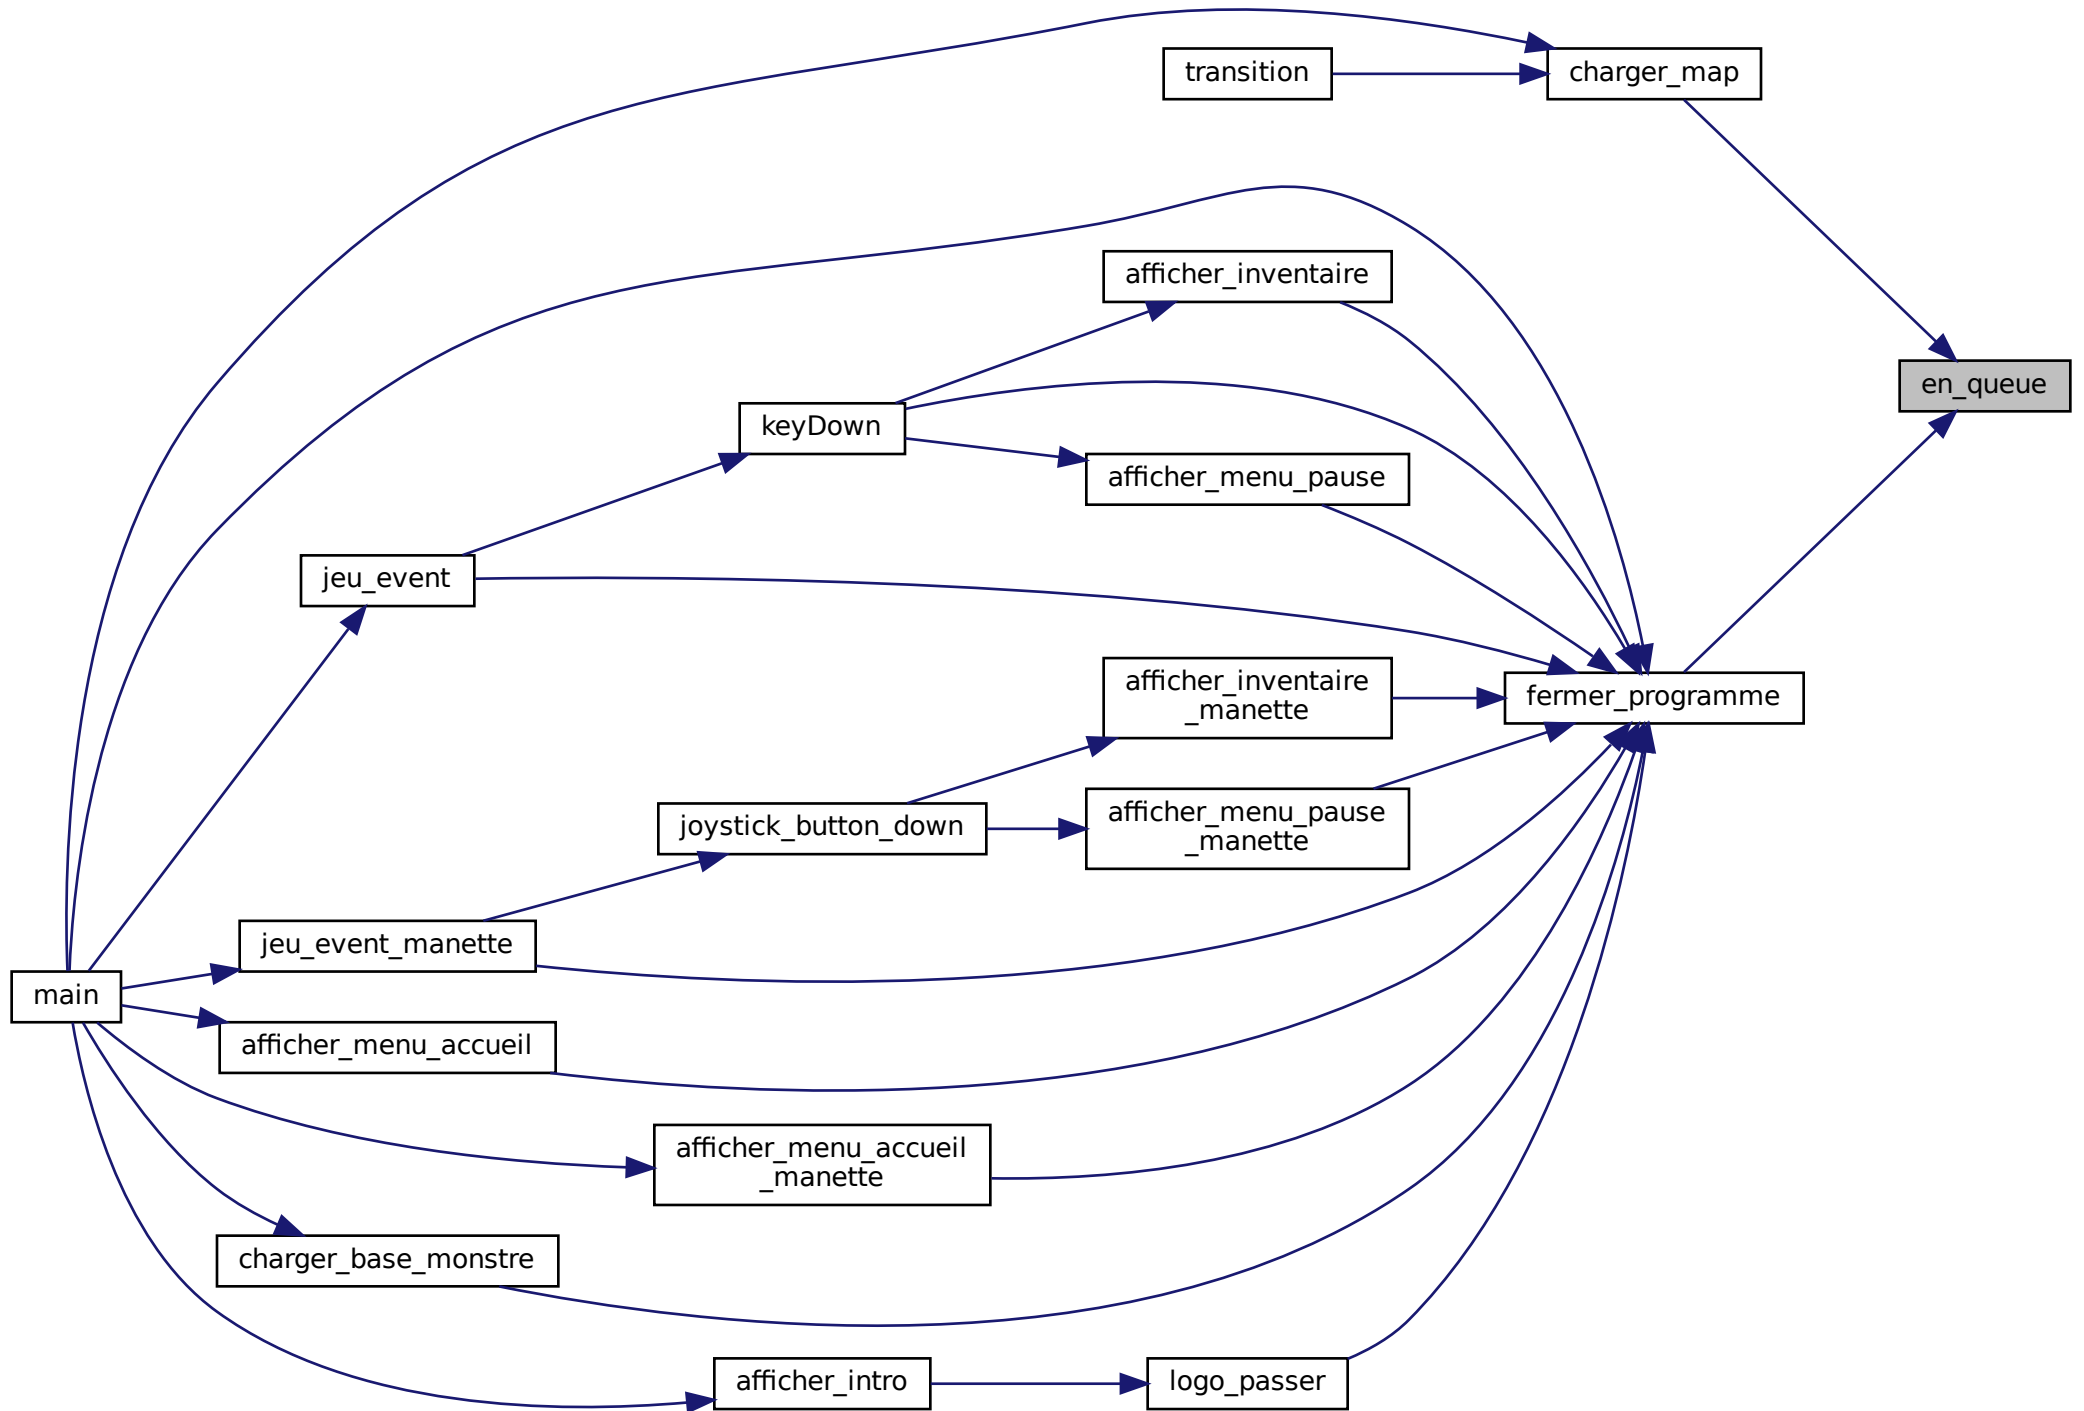 transition
charger_map
afficher_inventaire
en_queue
keyDown
afficher_menu_pause
jeu_event
afficher_inventaire
_manette
fermer_programme
afficher_menu_pause
_manette
joystick_button_down
jeu_event_manette
main
afficher_menu_accueil
afficher_menu_accueil
_manette
charger_base_monstre
afficher_intro
logo_passer